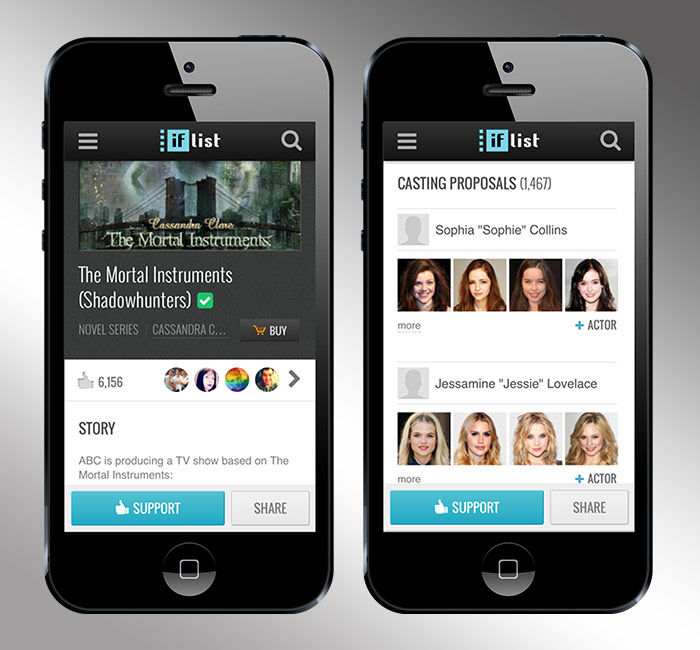 if list
Cassandra Clare:
The Mortal Instruments
The Mortal Instruments
(Shadowhunters)
NOVEL SERIES
CASSANDRA C...
BUY
6,156
STORY
ABC is producing a TV show based on The
Mortal Instruments:
SUPPORT
SHARE
if list
CASTING PROPOSALS (1,467)
Sophia "Sophie" Collins
more
+ ACTOR
Jessamine "Jessie" Lovelace
more
+ ACTOR
SUPPORT
SHARE